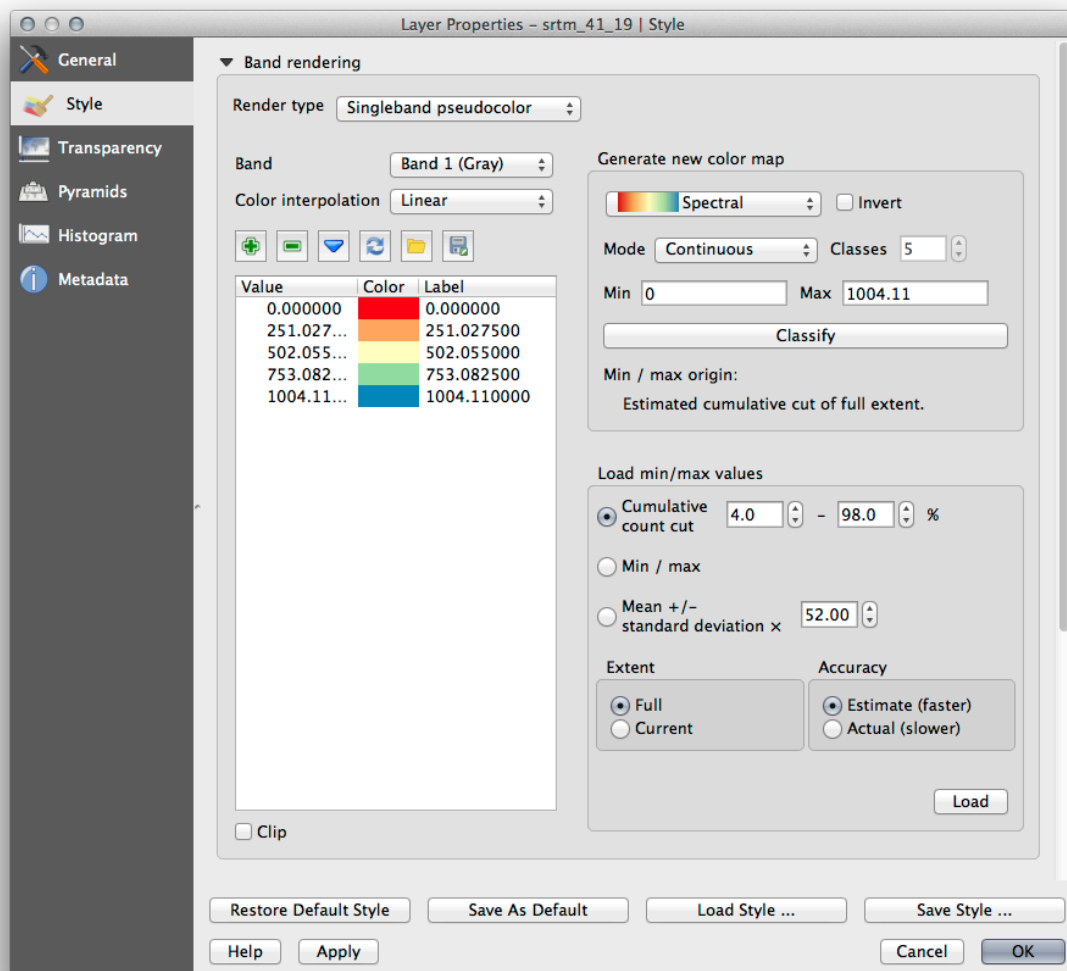 Layer Properties – srtm_41_19 | Style
General
Style
Transparency
Pyramids
Histogram
Metadata
Band rendering
Render type Singleband pseudocolor
Band Band 1 (Gray)
Color interpolation Linear
Value Color Label
0.000000 0.000000
251.027... 251.027500
502.055... 502.055000
753.082... 753.082500
1004.11... 1004.110000
Clip
Generate new color map
Spectral Invert
Mode Continuous Classes 5
Min 0 Max 1004.11
Classify
Min / max origin:
Estimated cumulative cut of full extent.
Load min/max values
Cumulative
count cut 4.0 – 98.0 %
Min / max
Mean +/-
standard deviation × 52.00
Extent
Full
Current
Accuracy
Estimate (faster)
Actual (slower)
Load
Restore Default Style Save As Default Load Style ... Save Style ...
Help Apply Cancel OK